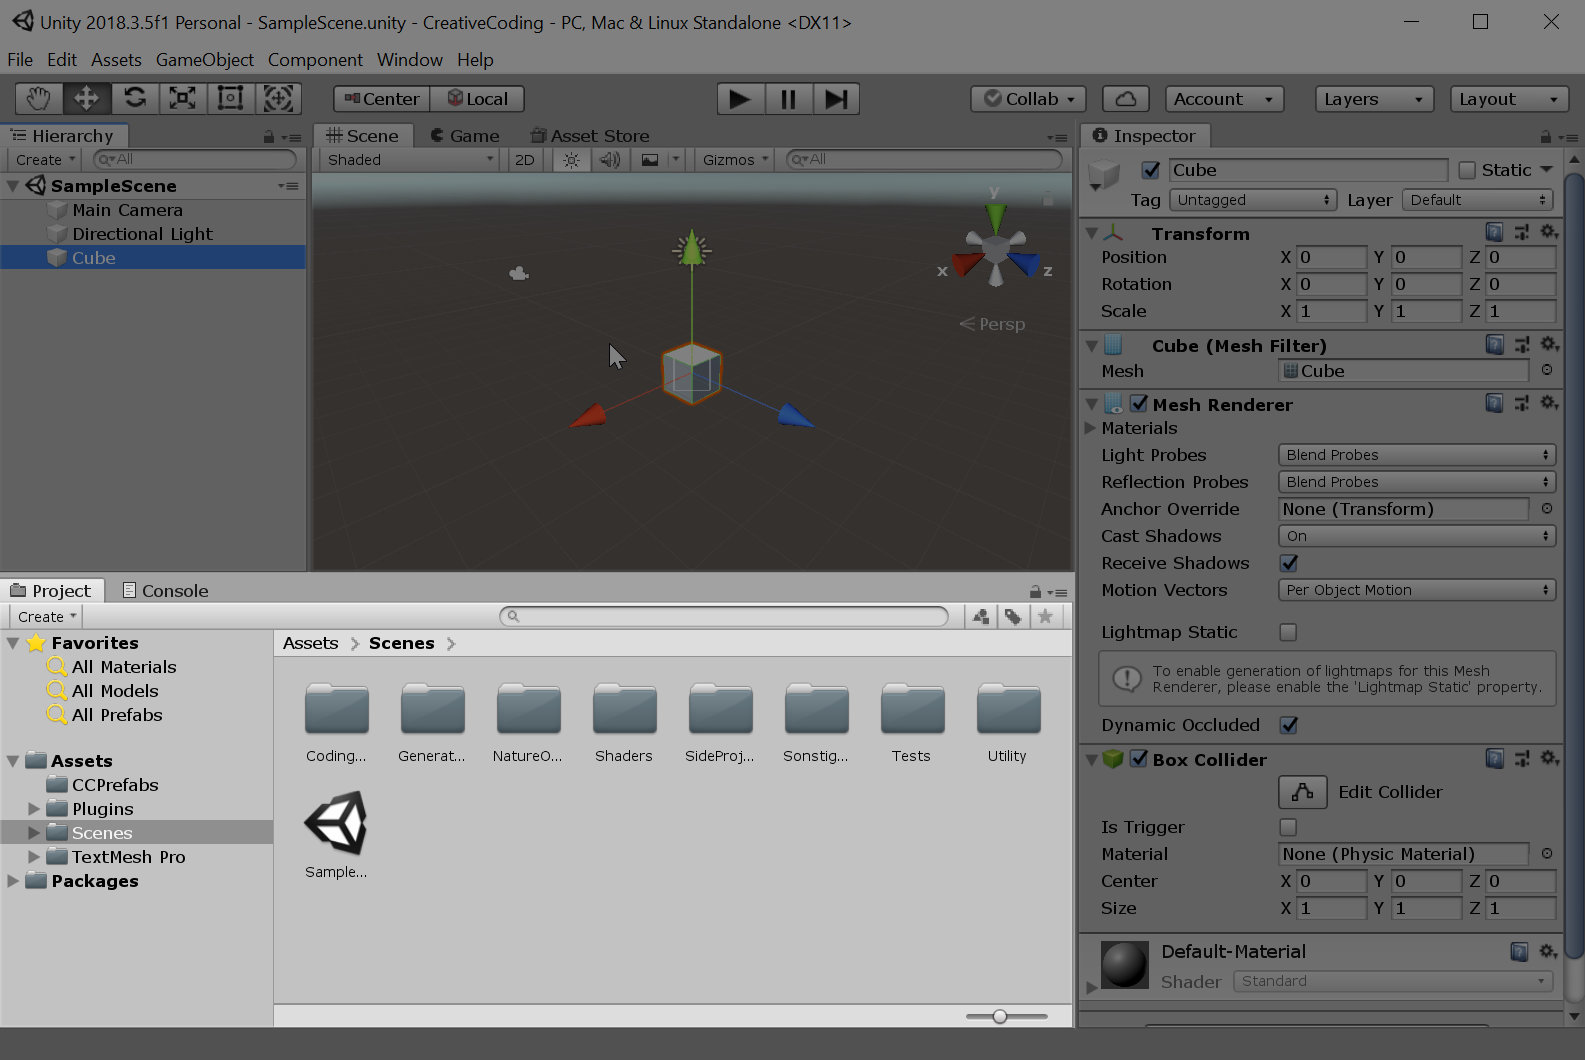 Unity 2018.3.5f1 Personal - SampleScene.unity - CreativeCoding - PC, Mac & Linux Standalone <DX11>
File Edit Assets GameObject Component Window Help
Center Local Collab Account Layers Layout
Hierarchy
Create All
SampleScene
Main Camera
Directional Light
Cube
Scene Game Asset Store
Shaded 2D Gizmos All
y
x z
Persp
Inspector
Cube Static
Tag Untagged Layer Default
Transform
Position X 0 Y 0 Z 0
Rotation X 0 Y 0 Z 0
Scale X 1 Y 1 Z 1
Cube (Mesh Filter)
Mesh Cube
Mesh Renderer
Materials
Light Probes Blend Probes
Reflection Probes Blend Probes
Anchor Override None (Transform)
Cast Shadows On
Receive Shadows
Motion Vectors Per Object Motion
Lightmap Static
To enable generation of lightmaps for this Mesh
Renderer, please enable the 'Lightmap Static' property.
Dynamic Occluded
Box Collider
Edit Collider
Is Trigger
Material None (Physic Material)
Center X 0 Y 0 Z 0
Size X 1 Y 1 Z 1
Default-Material
Shader Standard
Project Console
Create
Favorites
All Materials
All Models
All Prefabs
Assets
CCPrefabs
Plugins
Scenes
TextMesh Pro
Packages
Assets Scenes
Coding... Generat... NatureO... Shaders SideProj... Sonstig... Tests Utility
Sample...